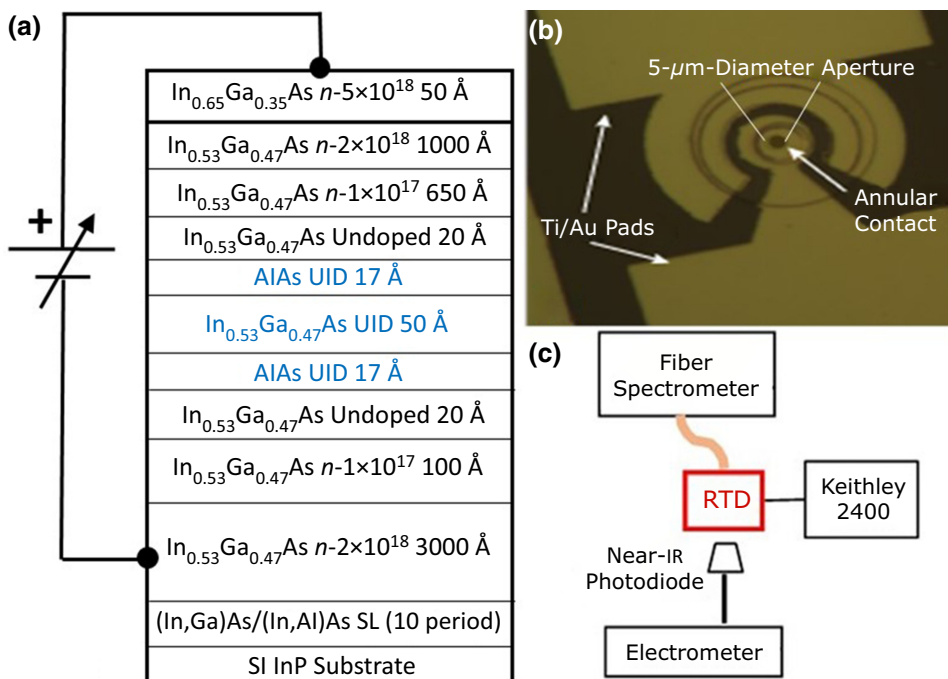 (a)
+
In0.65Ga0.35As n-5×10^18 50 Å
In0.53Ga0.47As n-2×10^18 1000 Å
In0.53Ga0.47As n-1×10^17 650 Å
In0.53Ga0.47As Undoped 20 Å
AlAs UID 17 Å
In0.53Ga0.47As UID 50 Å
AlAs UID 17 Å
In0.53Ga0.47As Undoped 20 Å
In0.53Ga0.47As n-1×10^17 100 Å
In0.53Ga0.47As n-2×10^18 3000 Å
(In,Ga)As/(In,Al)As SL (10 period)
SI InP Substrate
(b)
5-μm-Diameter Aperture
Annular
Contact
Ti/Au Pads
(c)
Fiber
Spectrometer
RTD
Keithley
2400
Near-IR
Photodiode
Electrometer